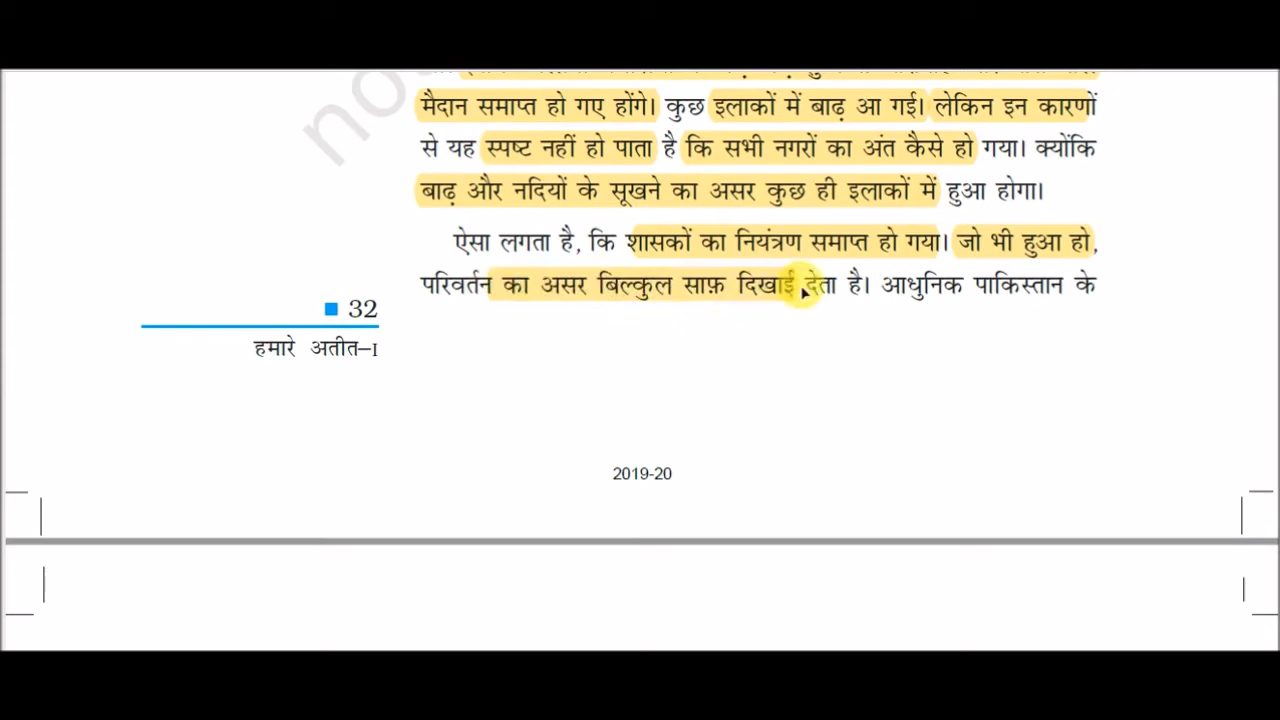 मैदान समाप्त हो गए होंगे। कुछ इलाकों में बाढ़ आ गई। लेकिन इन कारणों
से यह स्पष्ट नहीं हो पाता है कि सभी नगरों का अंत कैसे हो गया। क्योंकि
बाढ़ और नदियों के सूखने का असर कुछ ही इलाकों में हुआ होगा।
ऐसा लगता है, कि शासकों का नियंत्रण समाप्त हो गया। जो भी हुआ हो,
परिवर्तन का असर बिल्कुल साफ़ दिखाई देता है। आधुनिक पाकिस्तान के
32
हमारे अतीत–I
2019-20